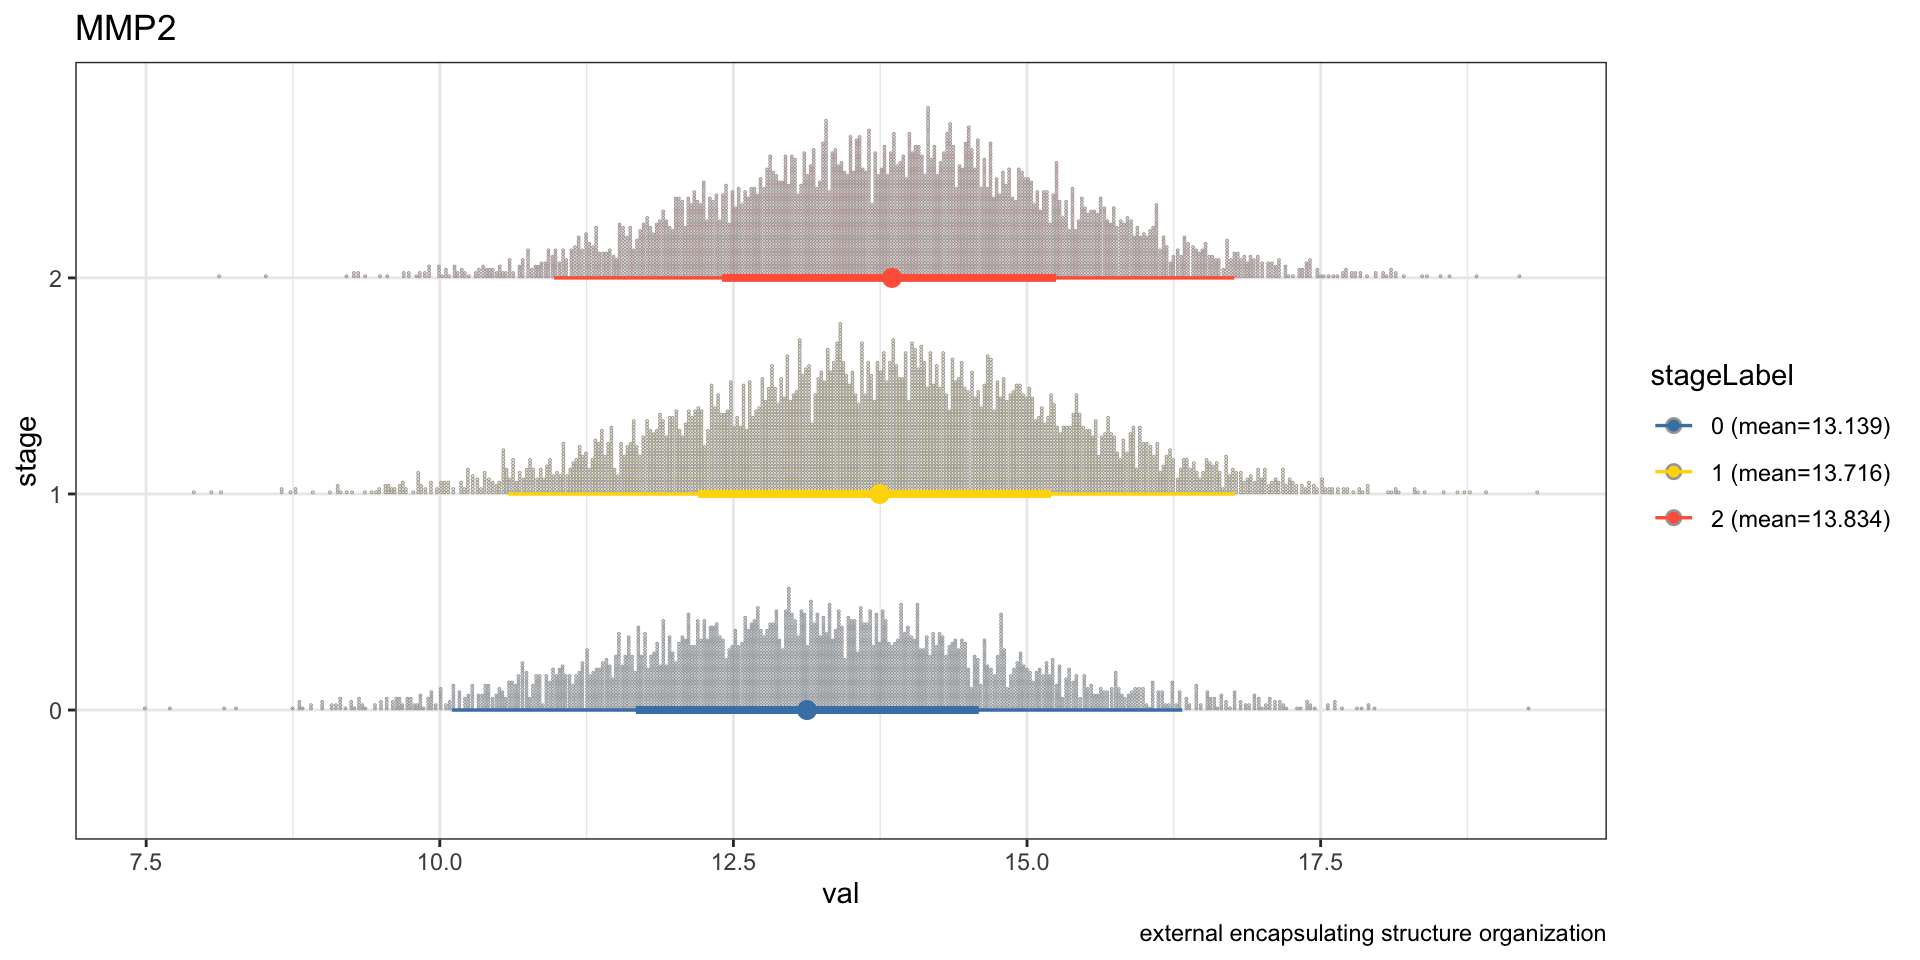 MMP2
stage
2
1
0
7.5 10.0 12.5 15.0 17.5
val
stageLabel
0 (mean=13.139)
1 (mean=13.716)
2 (mean=13.834)
external encapsulating structure organization